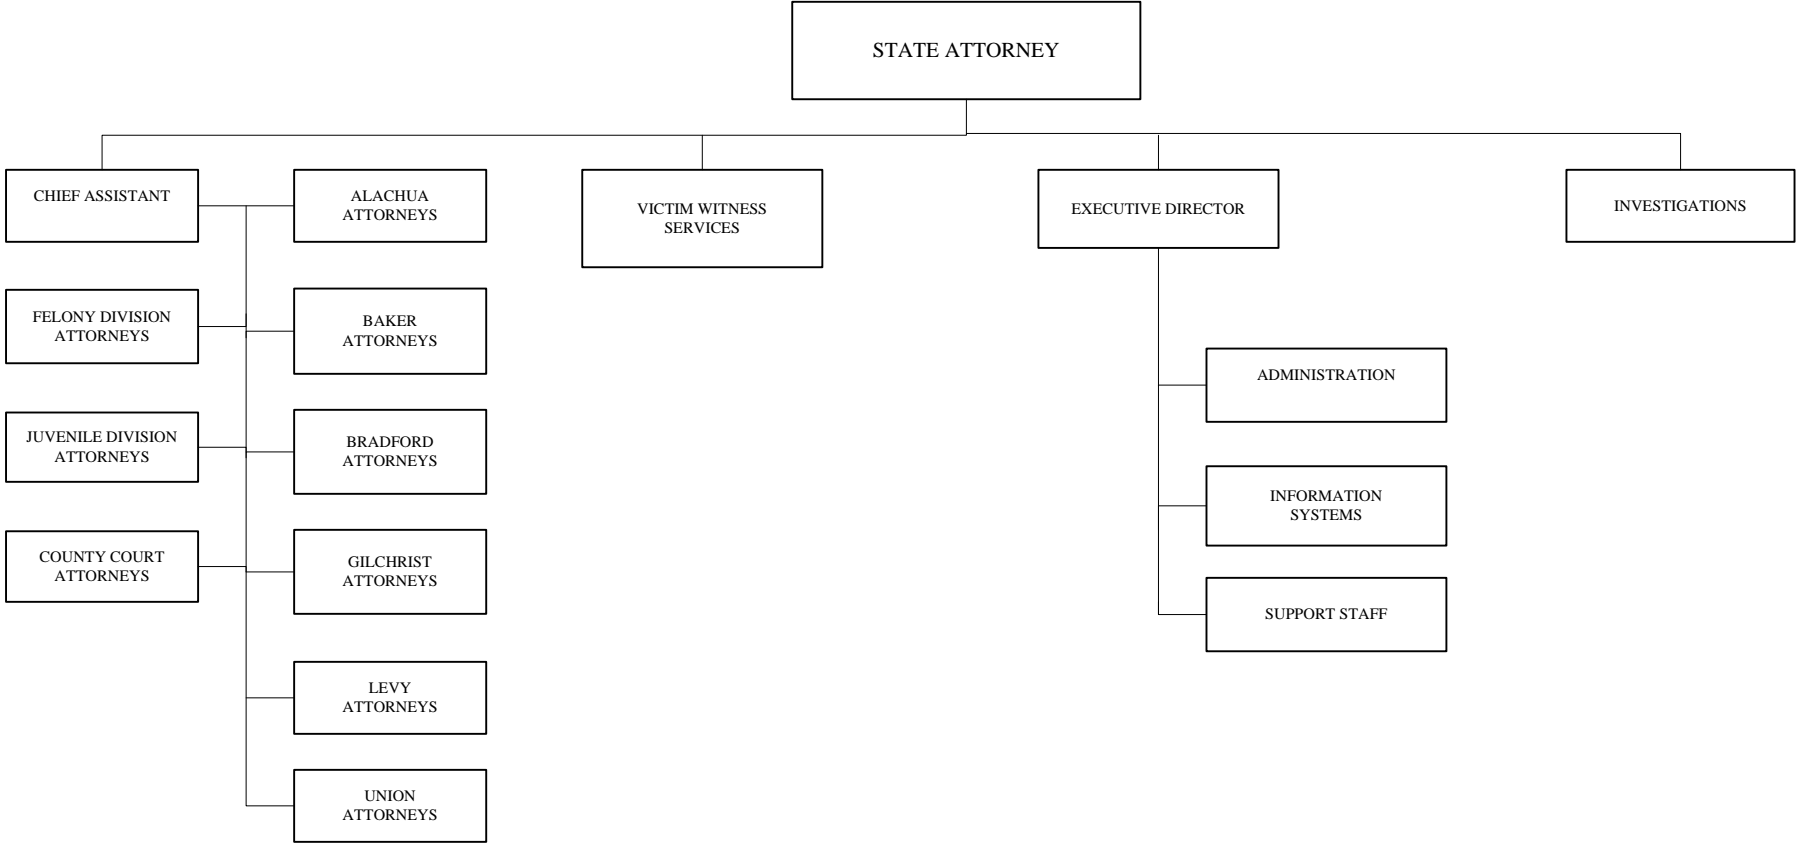 STATE ATTORNEY
CHIEF ASSISTANT
ALACHUA
ATTORNEYS
VICTIM WITNESS
SERVICES
EXECUTIVE DIRECTOR
INVESTIGATIONS
FELONY DIVISION
ATTORNEYS
BAKER
ATTORNEYS
JUVENILE DIVISION
ATTORNEYS
BRADFORD
ATTORNEYS
COUNTY COURT
ATTORNEYS
GILCHRIST
ATTORNEYS
LEVY
ATTORNEYS
UNION
ATTORNEYS
ADMINISTRATION
INFORMATION
SYSTEMS
SUPPORT STAFF